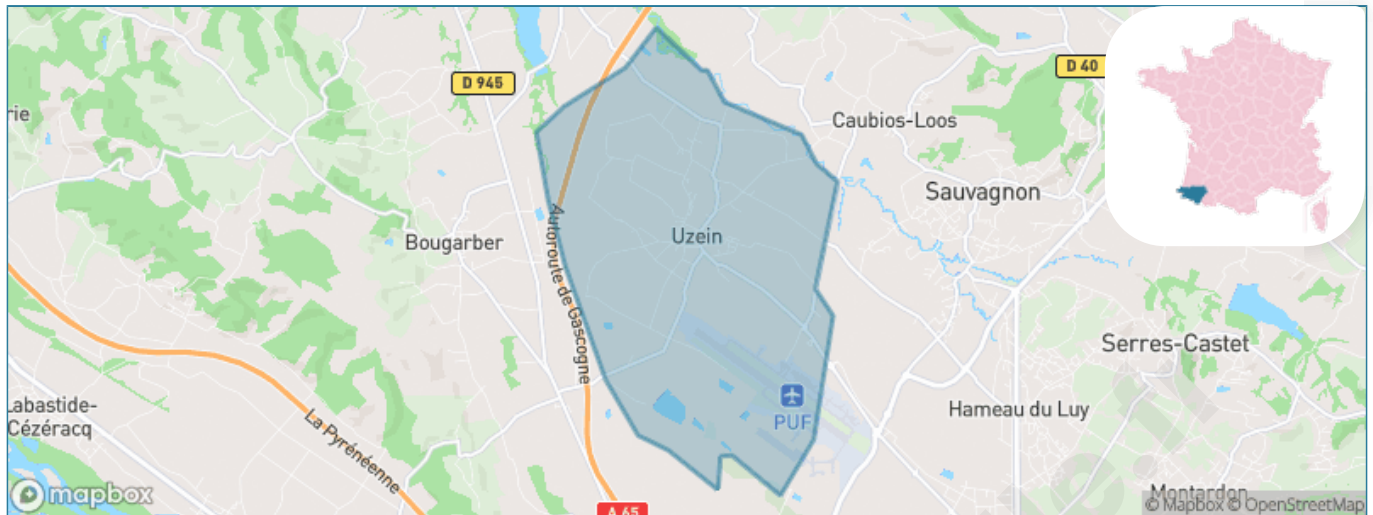 D 945
D 40
rie
Caubios-Loos
Sauvagnon
Uzein
Bougarber
Autoroute de Gascogne
Serres-Castet
PUF
Hameau du Luy
Labastide-
Cézéracq
La Pyrénéenne
mapbox
Montardon
© Mapbox © OpenStreetMap
A 65